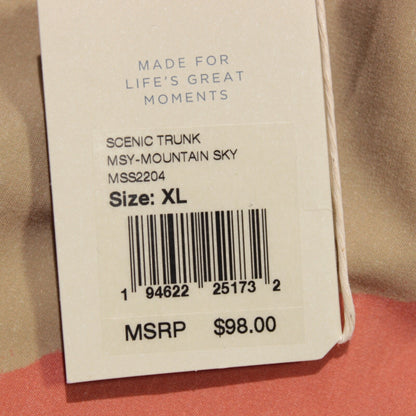 MADE FOR
LIFE'S GREAT
MOMENTS
SCENIC TRUNK
MSY-MOUNTAIN SKY
MSS2204
Size: XL
1 94622 25173 2
MSRP $98.00